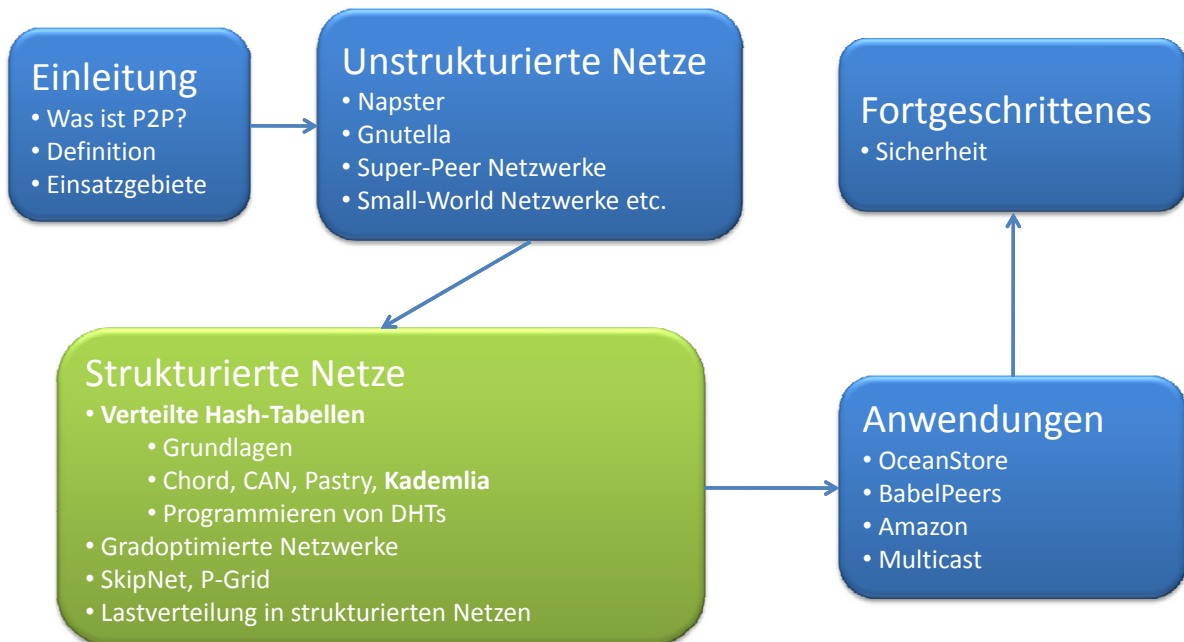 Einleitung
• Was ist P2P?
• Definition
• Einsatzgebiete
Unstrukturierte Netze
• Napster
• Gnutella
• Super-Peer Netzwerke
• Small-World Netzwerke etc.
Strukturierte Netze
• Verteilte Hash-Tabellen
• Grundlagen
• Chord, CAN, Pastry, Kademlia
• Programmieren von DHTs
• Gradoptimierte Netzwerke
• SkipNet, P-Grid
• Lastverteilung in strukturierten Netzen
Anwendungen
• OceanStore
• BabelPeers
• Amazon
• Multicast
Fortgeschrittenes
• Sicherheit